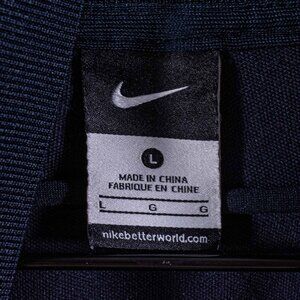 L
MADE IN CHINA
FABRIQUE EN CHINE
L G G
nikebetterworld.com